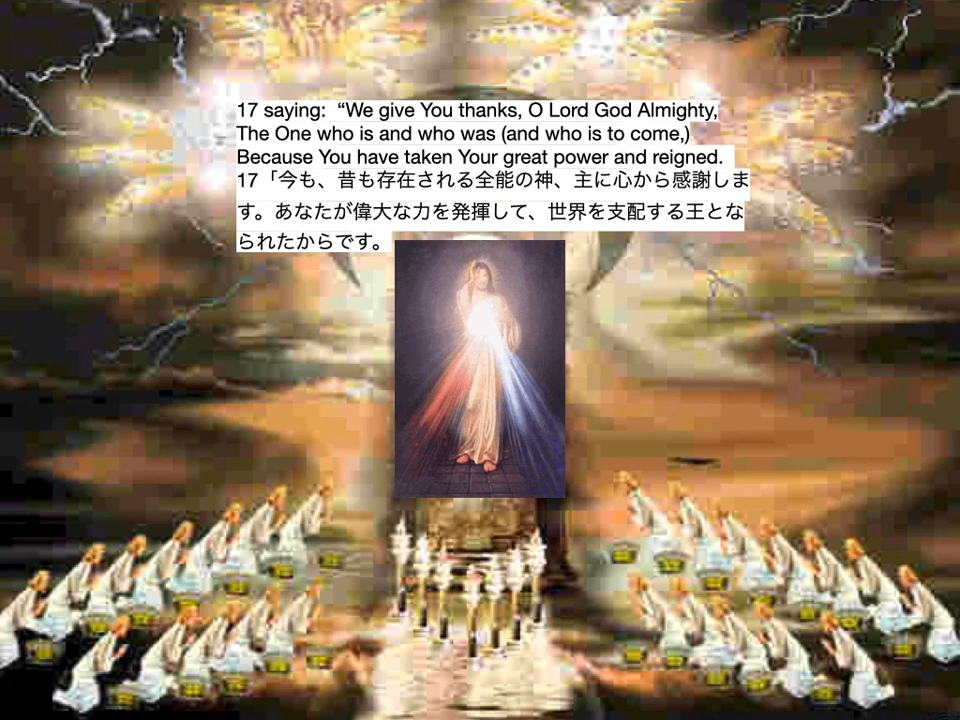 17 saying:  “We give You thanks, O Lord God Almighty,
The One who is and who was (and who is to come,)
Because You have taken Your great power and reigned.
17「今も、昔も存在される全能の神、主に心から感謝しま
す。あなたが偉大な力を発揮して、世界を支配する王とな
られたからです。